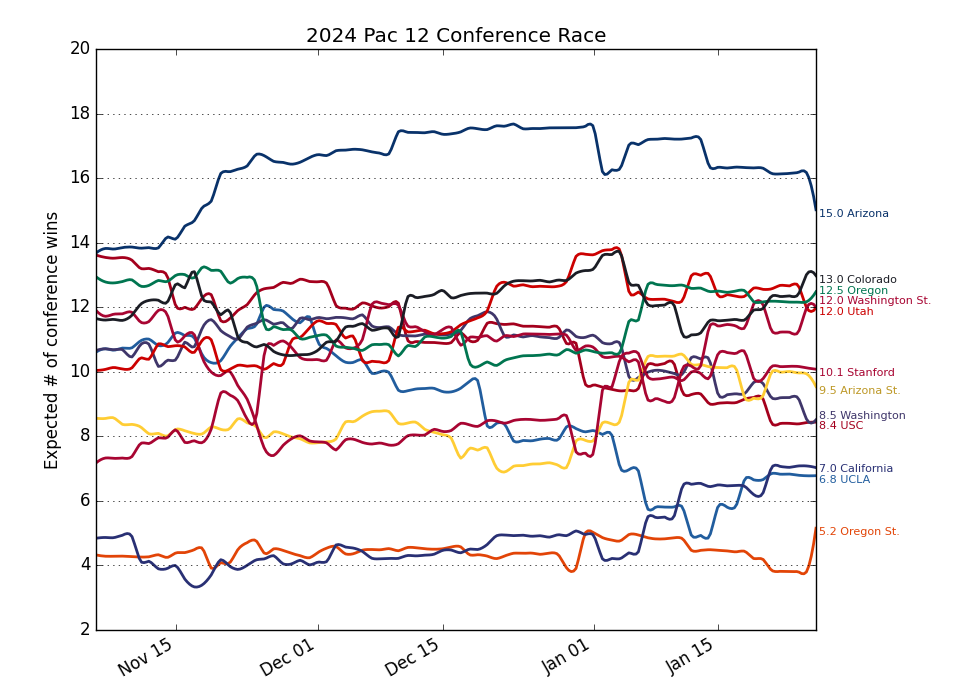 2024 Pac 12 Conference Race
Expected # of conference wins
20
18
16
14
12
10
8
6
4
2
15.0 Arizona
13.0 Colorado
12.5 Oregon
12.0 Washington St.
12.0 Utah
10.1 Stanford
9.5 Arizona St.
8.5 Washington
8.4 USC
7.0 California
6.8 UCLA
5.2 Oregon St.
Nov 15
Dec 01
Dec 15
Jan 01
Jan 15